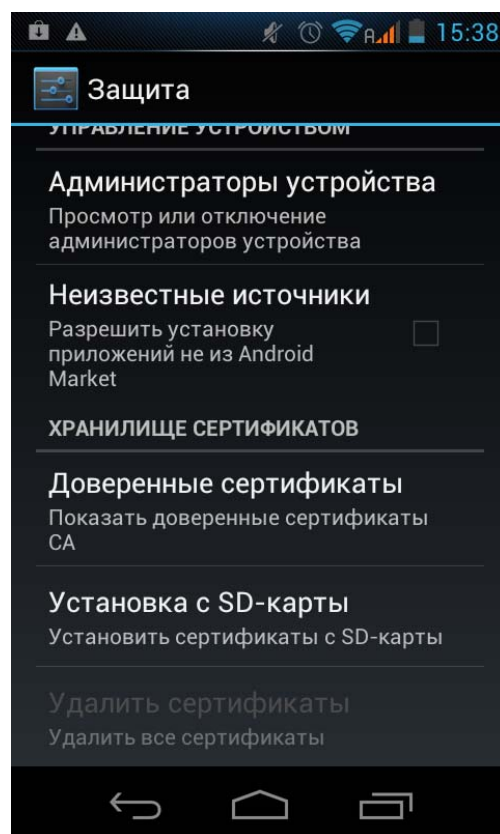 15:38
Защита
УПРАВЛЕНИЕ УСТРОЙСТВОМ
Администраторы устройства
Просмотр или отключение
администраторов устройства
Неизвестные источники
Разрешить установку
приложений не из Android
Market
ХРАНИЛИЩЕ СЕРТИФИКАТОВ
Доверенные сертификаты
Показать доверенные сертификаты
CA
Установка с SD-карты
Установить сертификаты с SD-карты
Удалить сертификаты
Удалить все сертификаты